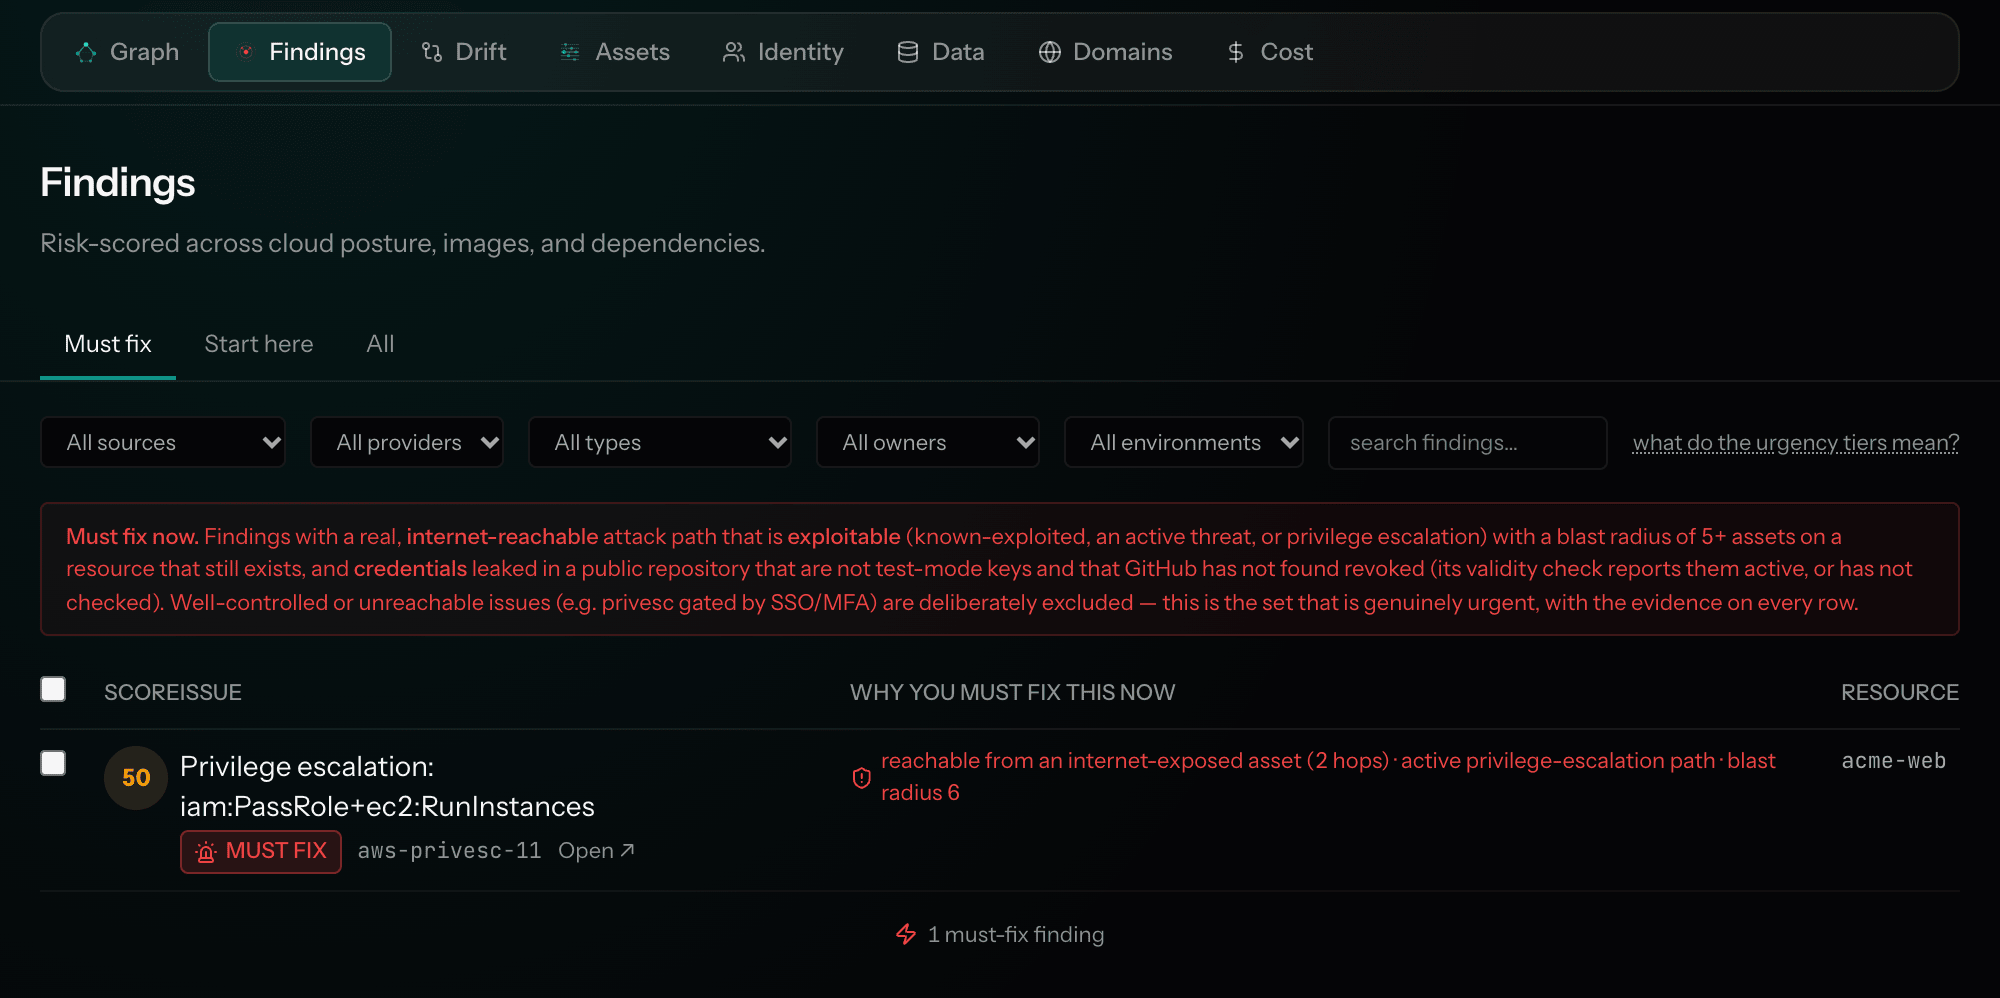 Graph Findings Drift Assets Identity Data Domains Cost
Findings
Risk-scored across cloud posture, images, and dependencies.
Must fix Start here All
All sources All providers All types All owners All environments search findings... what do the urgency tiers mean?
Must fix now. Findings with a real, internet-reachable attack path that is exploitable (known-exploited, an active threat, or privilege escalation) with a blast radius of 5+ assets on a
resource that still exists, and credentials leaked in a public repository that are not test-mode keys and that GitHub has not found revoked (its validity check reports them active, or has not
checked). Well-controlled or unreachable issues (e.g. privesc gated by SSO/MFA) are deliberately excluded — this is the set that is genuinely urgent, with the evidence on every row.
SCOREISSUE WHY YOU MUST FIX THIS NOW RESOURCE
50 Privilege escalation: reachable from an internet-exposed asset (2 hops) · active privilege-escalation path · blast acme-web
iam:PassRole+ec2:RunInstances radius 6
MUST FIX aws-privesc-11 Open ↗
1 must-fix finding